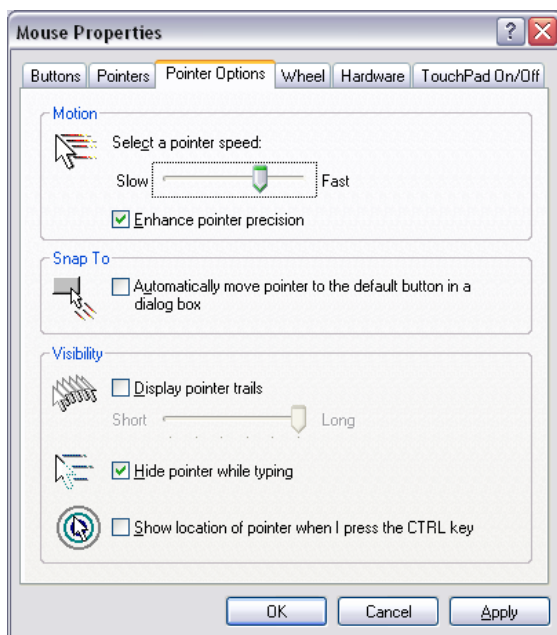 Mouse Properties
Buttons Pointers Pointer Options Wheel Hardware TouchPad On/Off
Motion
Select a pointer speed:
Slow Fast
Enhance pointer precision
Snap To
Automatically move pointer to the default button in a
dialog box
Visibility
Display pointer trails
Short Long
Hide pointer while typing
Show location of pointer when I press the CTRL key
OK Cancel Apply